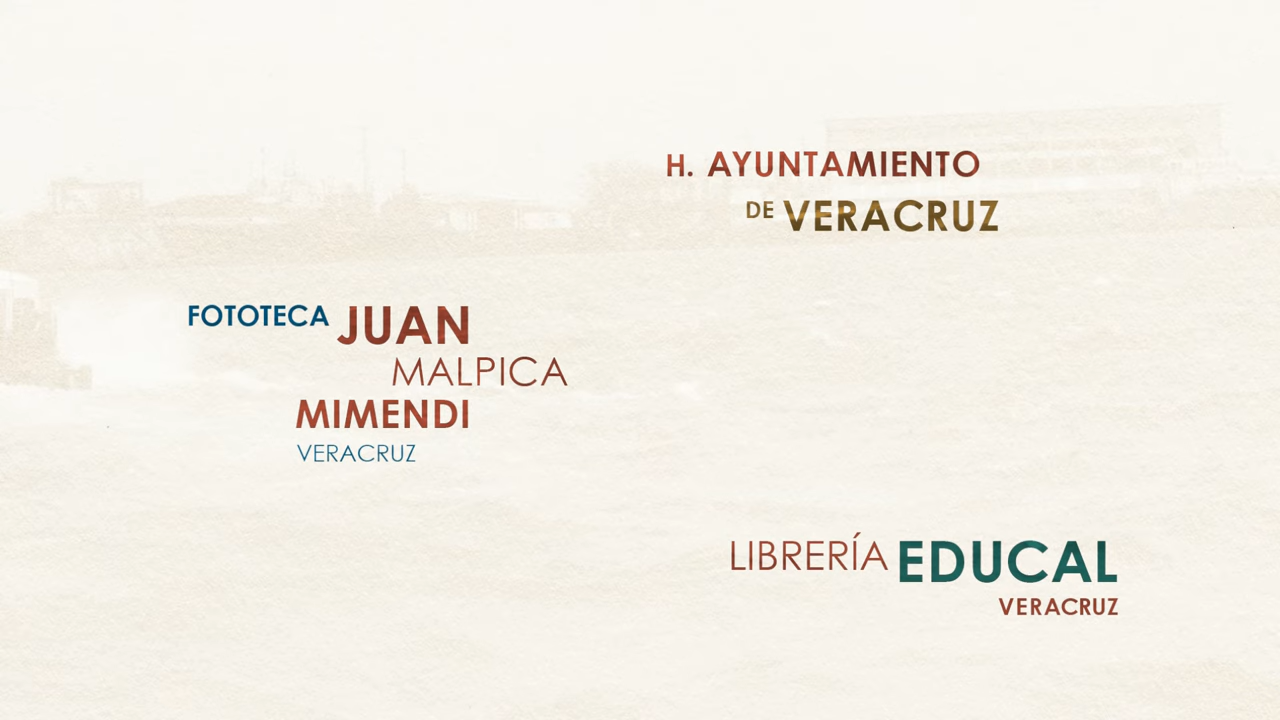 H. AYUNTAMIENTO
DE VERACRUZ
FOTOTECA JUAN
MALPICA
MIMENDI
VERACRUZ
LIBRERÍA EDUCAL
VERACRUZ